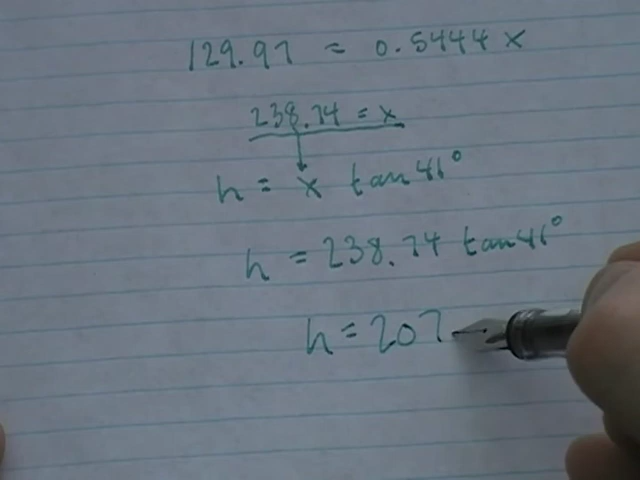 129.97 = 0.5444 x
238.74 = x
h = x tan 41°
h = 238.74 tan 41°
h = 207